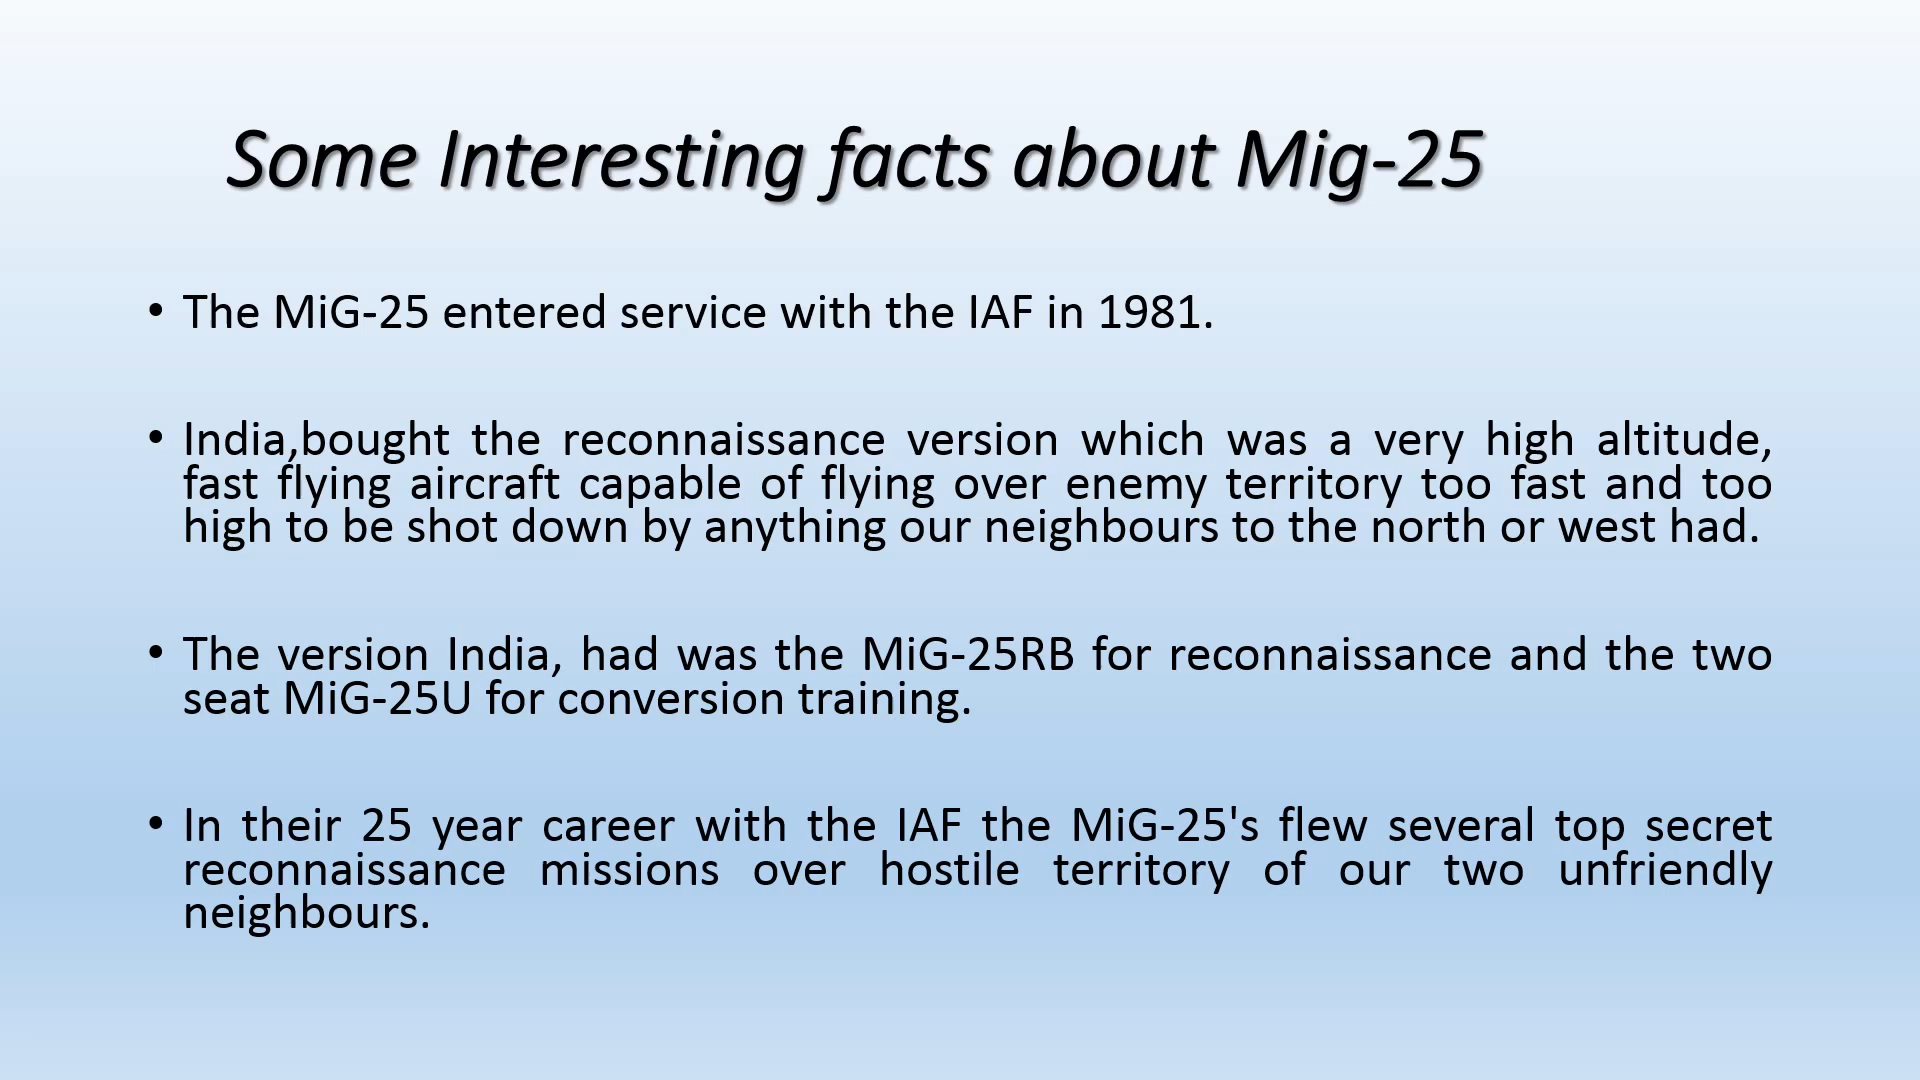 Some Interesting facts about Mig-25
• The MiG-25 entered service with the IAF in 1981.
• India,bought the reconnaissance version which was a very high altitude,
fast flying aircraft capable of flying over enemy territory too fast and too
high to be shot down by anything our neighbours to the north or west had.
• The version India, had was the MiG-25RB for reconnaissance and the two
seat MiG-25U for conversion training.
• In their 25 year career with the IAF the MiG-25's flew several top secret
reconnaissance missions over hostile territory of our two unfriendly
neighbours.